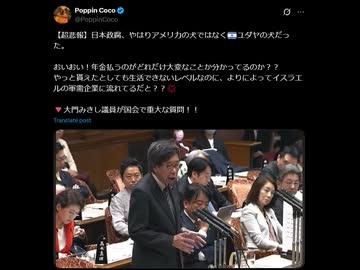 Poppin Coco
@PoppinCoco
【超悲報】日本政腐、やはりアメリカの犬ではなく🇮🇱ユダヤの犬だっ
た。
おいおい！年金払うのがどれだけ大変なことか分かってるのか？？
やっと貰えたとしても生活できないレベルなのに、よりによってイスラエ
ルの軍需企業に流れてるだと？？💢
🔻大門みきし議員が国会で重大な質問！！
Translate post